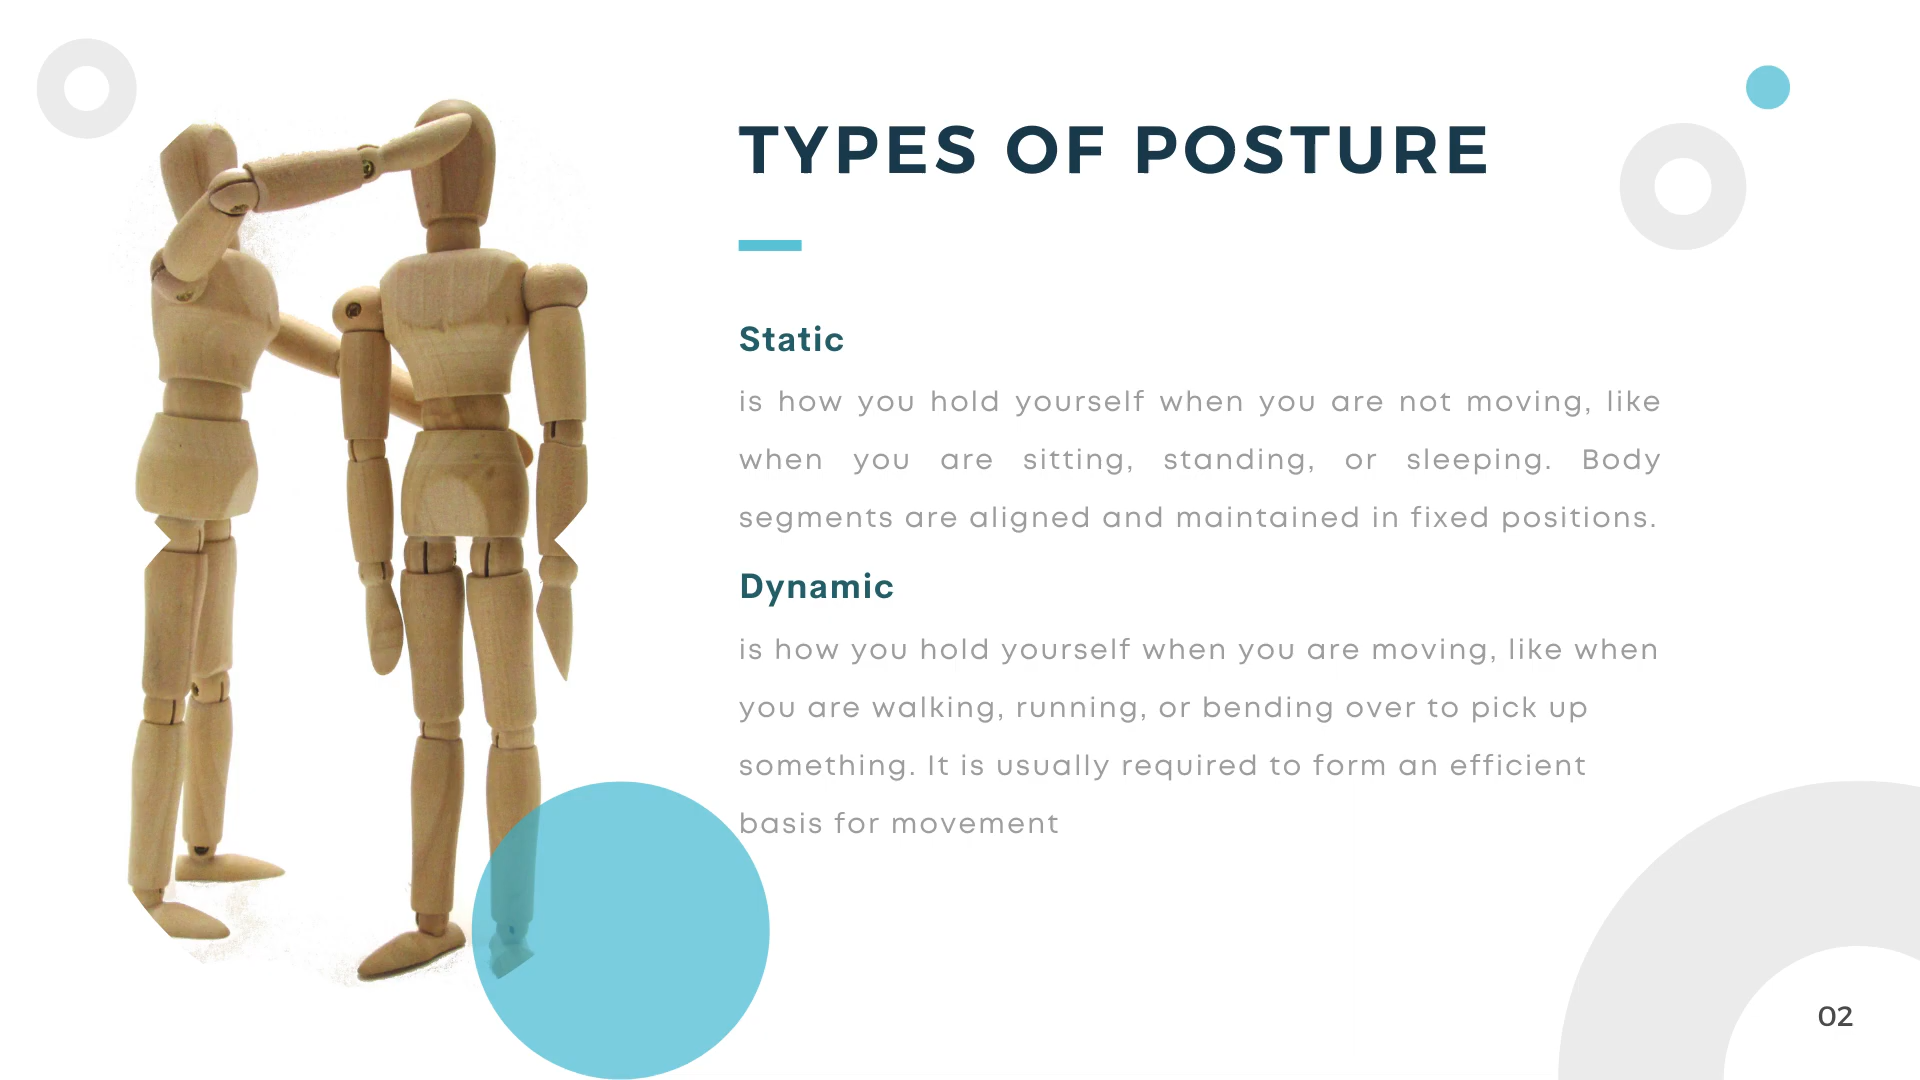 TYPES OF POSTURE
Static
is how you hold yourself when you are not moving, like
when you are sitting, standing, or sleeping. Body
segments are aligned and maintained in fixed positions.
Dynamic
is how you hold yourself when you are moving, like when
you are walking, running, or bending over to pick up
something. It is usually required to form an efficient
basis for movement
02